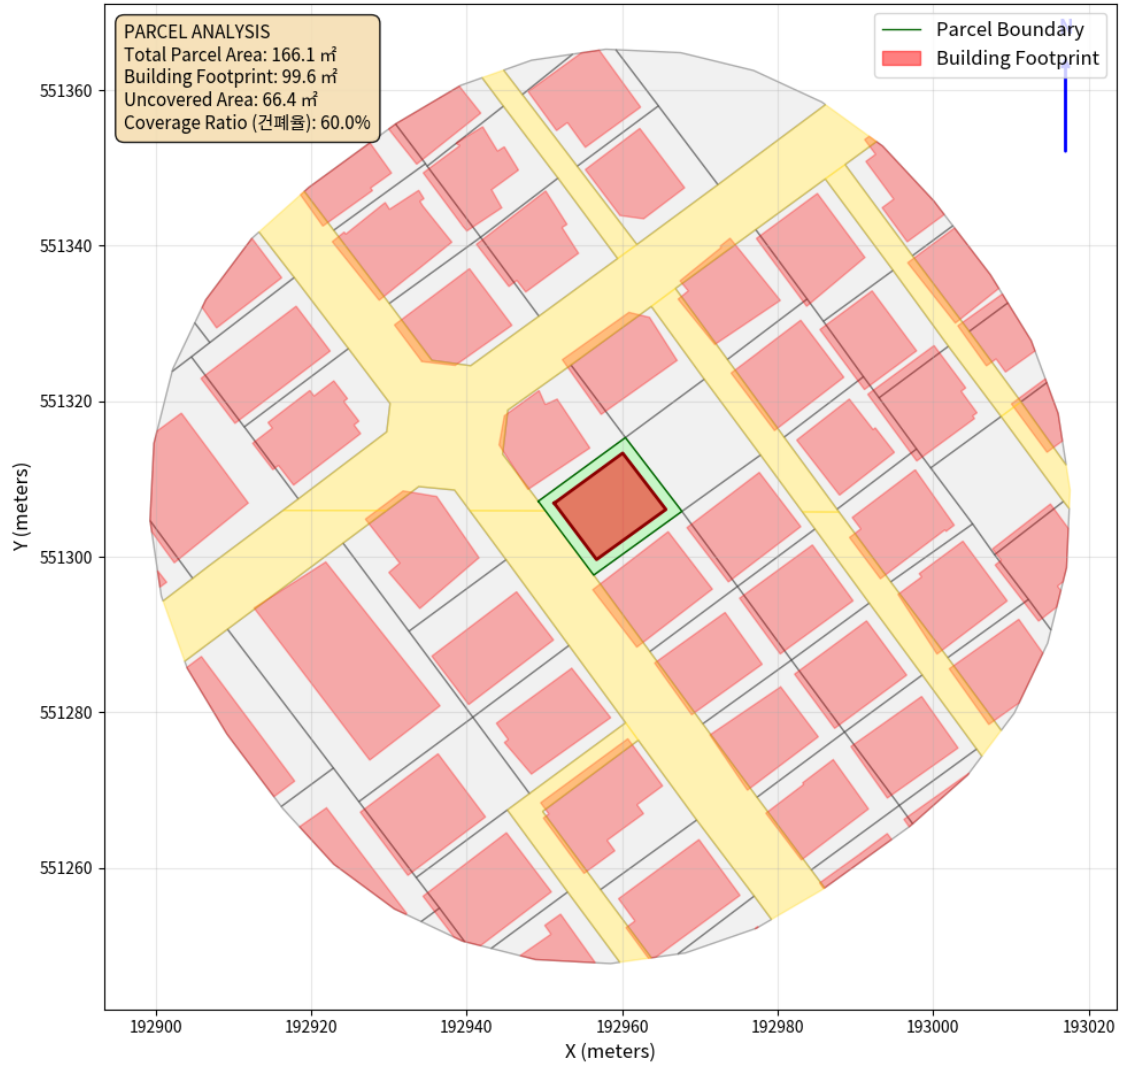 PARCEL ANALYSIS
Total Parcel Area: 166.1 ㎡
Building Footprint: 99.6 ㎡
Uncovered Area: 66.4 ㎡
Coverage Ratio (건폐율): 60.0%
Parcel Boundary
Building Footprint
N
Y (meters)
551360
551340
551320
551300
551280
551260
192900 192920 192940 192960 192980 193000 193020
X (meters)